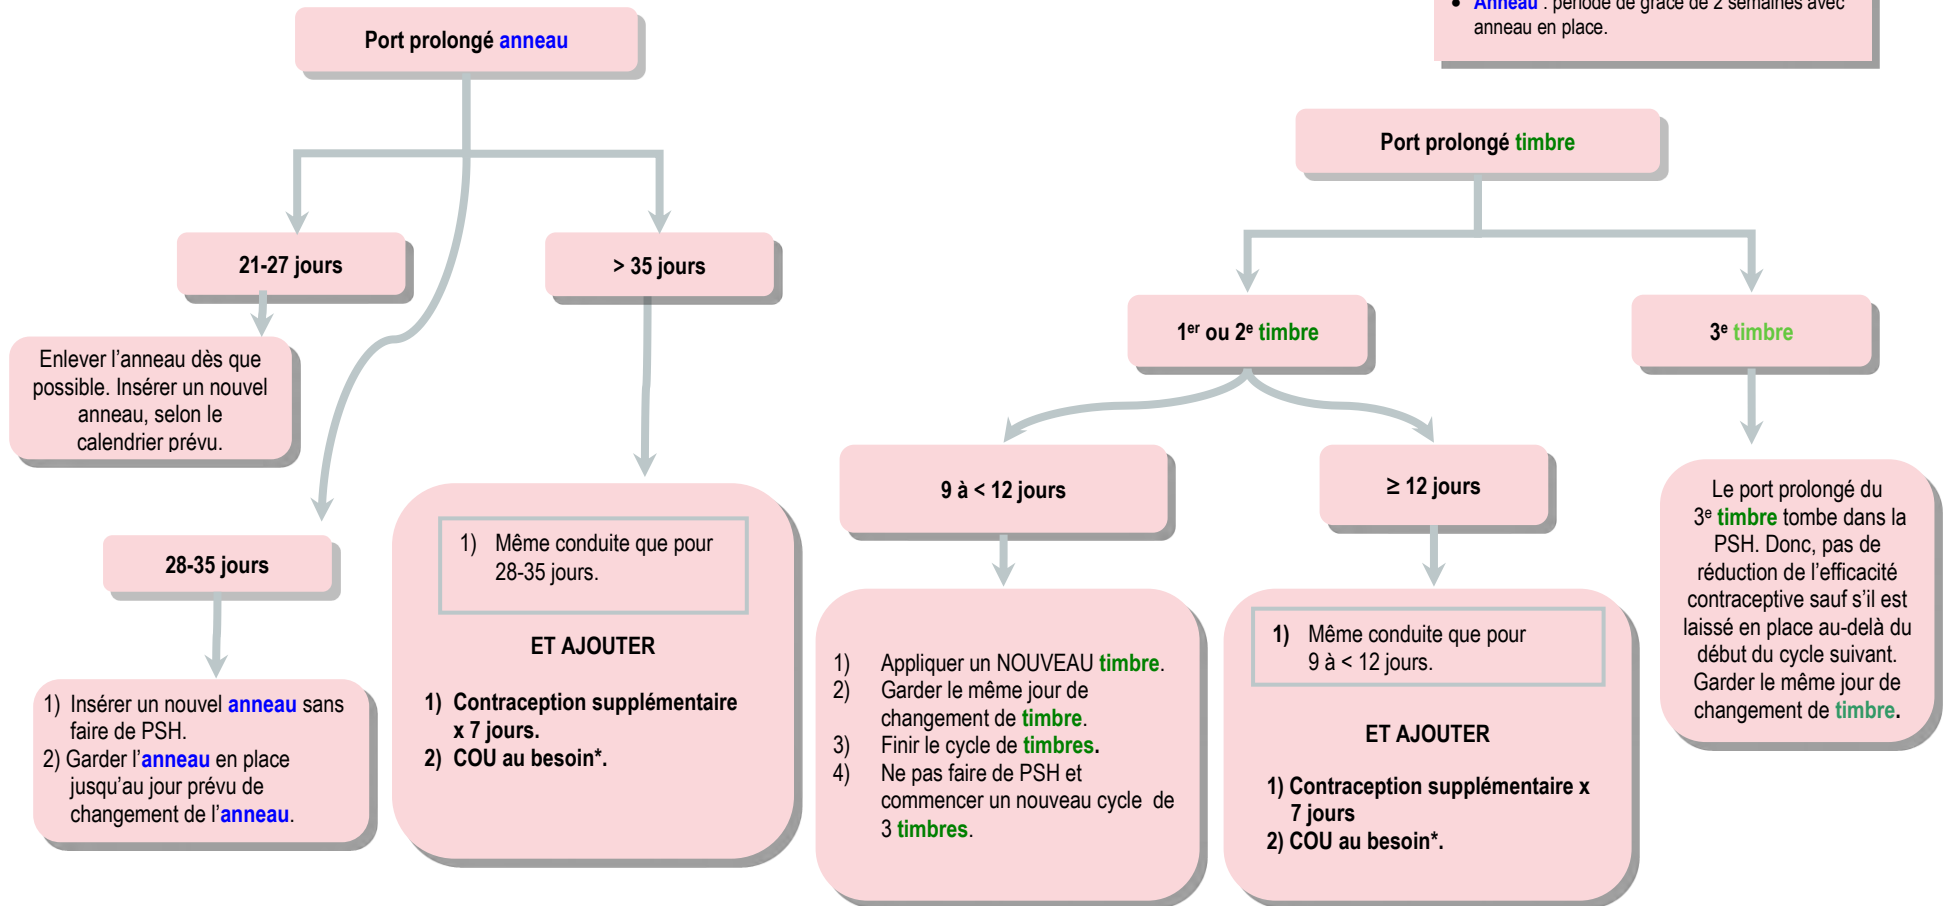 • Anneau : période de grâce de 2 semaines avec
anneau en place.
Port prolongé anneau
21-27 jours
> 35 jours
Enlever l’anneau dès que
possible. Insérer un nouvel
anneau, selon le
calendrier prévu.
28-35 jours
1) Insérer un nouvel anneau sans
faire de PSH.
2) Garder l’anneau en place
jusqu’au jour prévu de
changement de l’anneau.
1) Même conduite que pour
28-35 jours.
ET AJOUTER
1) Contraception supplémentaire
x 7 jours.
2) COU au besoin*.
Port prolongé timbre
1er ou 2e timbre
3e timbre
9 à < 12 jours
≥ 12 jours
1) Appliquer un NOUVEAU timbre.
2) Garder le même jour de
changement de timbre.
3) Finir le cycle de timbres.
4) Ne pas faire de PSH et
commencer un nouveau cycle de
3 timbres.
1) Même conduite que pour
9 à < 12 jours.
ET AJOUTER
1) Contraception supplémentaire x
7 jours
2) COU au besoin*.
Le port prolongé du
3e timbre tombe dans la
PSH. Donc, pas de
réduction de l’efficacité
contraceptive sauf s’il est
laissé en place au-delà du
début du cycle suivant.
Garder le même jour de
changement de timbre.